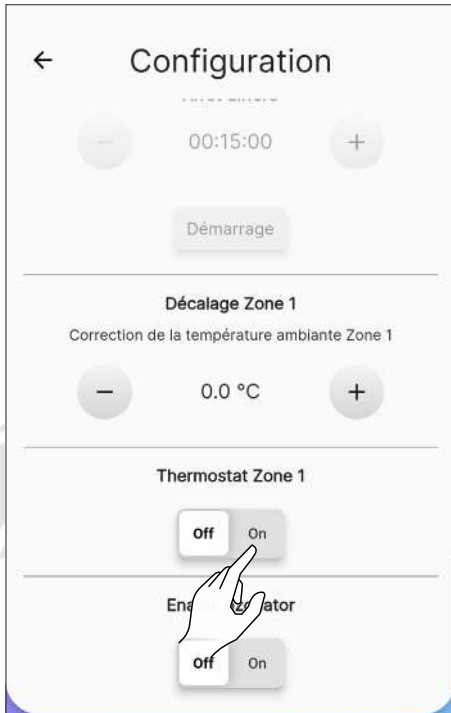 Configuration
00:15:00
Démarrage
Décalage Zone 1
Correction de la température ambiante Zone 1
0.0 °C
Thermostat Zone 1
Off On
Off On